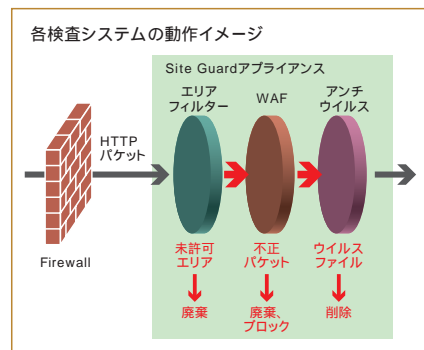 各検査システムの動作イメージ
Site Guardアプライアンス
エリア
フィルター
WAF
アンチ
ウイルス
HTTP
パケット
Firewall
未許可
エリア
不正
パケット
ウイルス
ファイル
廃棄
廃棄、
ブロック
削除